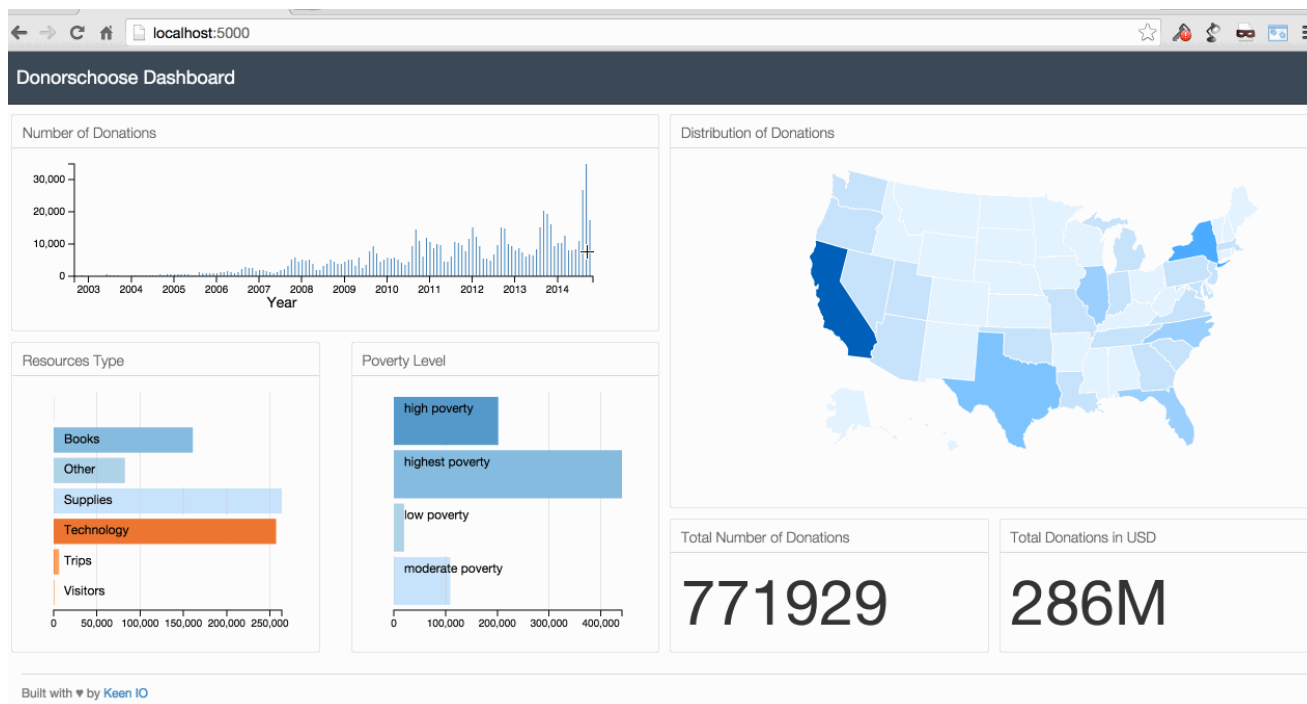 localhost:5000
Donorschoose Dashboard
Number of Donations
30,000
20,000
10,000
0
2003 2004 2005 2006 2007 2008 2009 2010 2011 2012 2013 2014
Year
Distribution of Donations
Resources Type
Books
Other
Supplies
Technology
Trips
Visitors
0 50,000 100,000 150,000 200,000 250,000
Poverty Level
high poverty
highest poverty
low poverty
moderate poverty
0 100,000 200,000 300,000 400,000
Total Number of Donations
771929
Total Donations in USD
286M
Built with ♥ by Keen IO